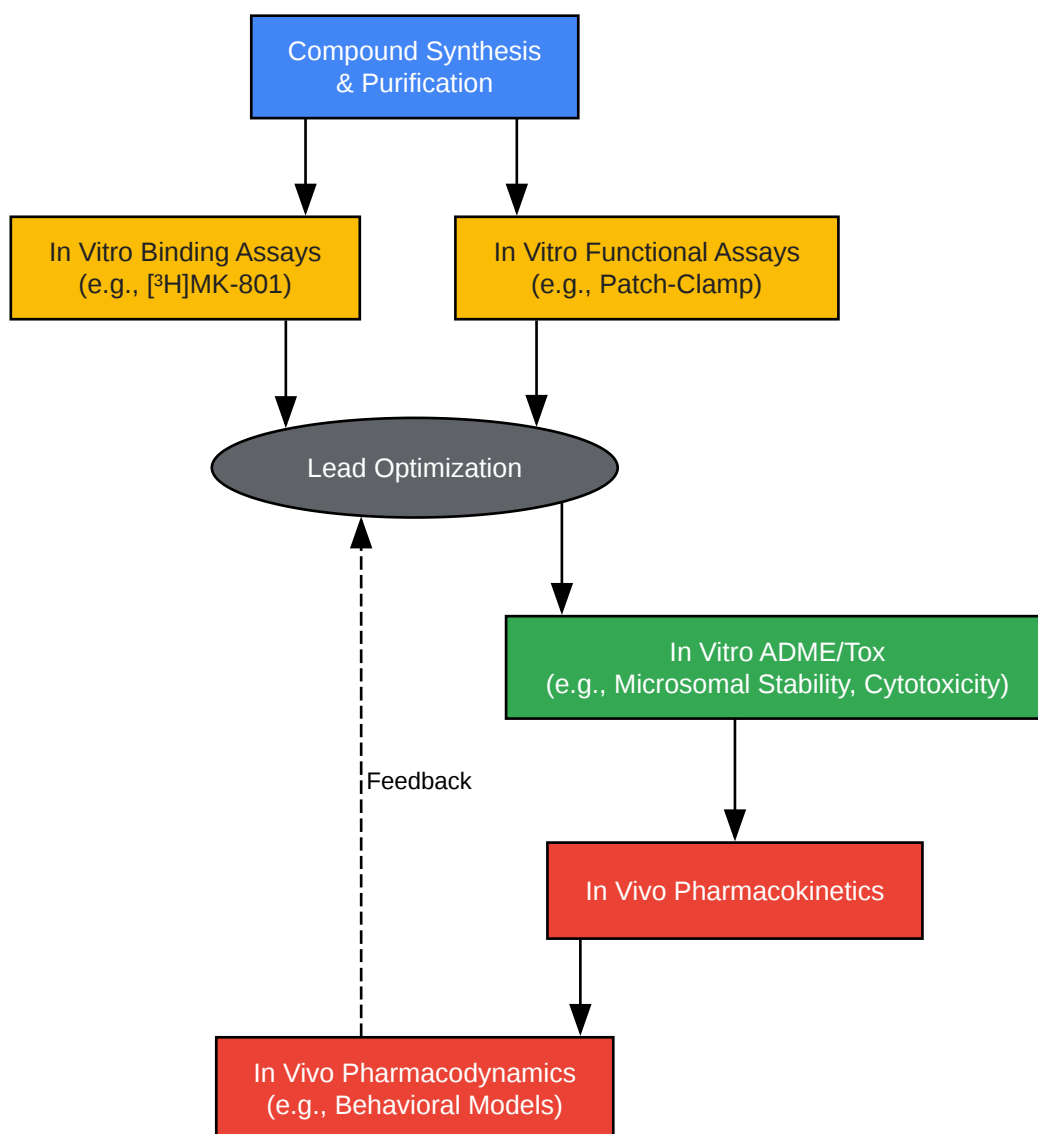 Compound Synthesis
& Purification
In Vitro Binding Assays
(e.g., [³H]MK-801)
In Vitro Functional Assays
(e.g., Patch-Clamp)
Lead Optimization
In Vitro ADME/Tox
(e.g., Microsomal Stability, Cytotoxicity)
Feedback
In Vivo Pharmacokinetics
In Vivo Pharmacodynamics
(e.g., Behavioral Models)